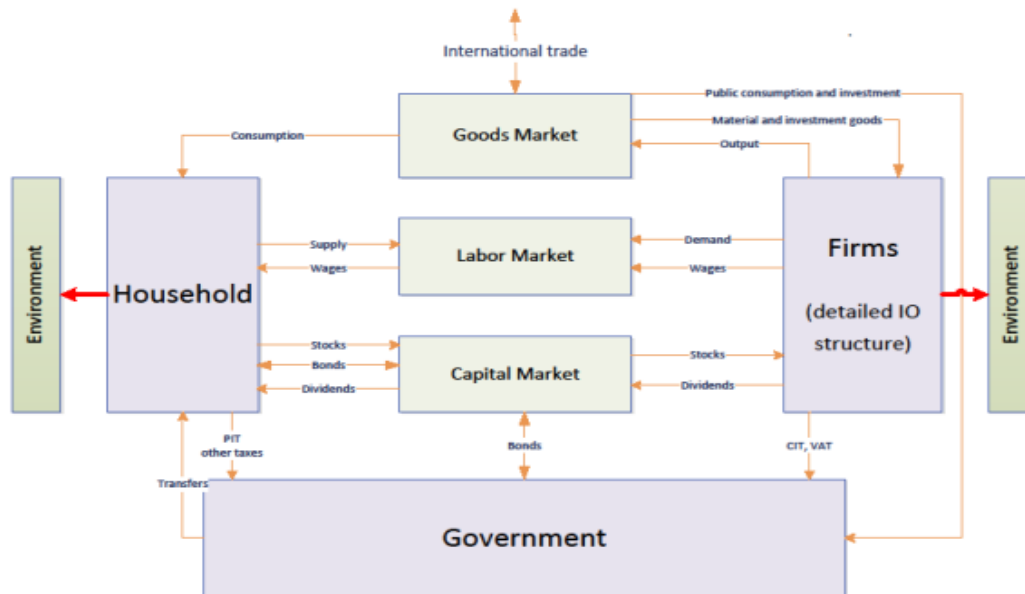 International trade
Public consumption and investment
Goods Market
Material and investment goods
Consumption
Output
Environment
Household
Supply
Wages
Labor Market
Demand
Wages
Firms
(detailed IO
structure)
Environment
Stocks
Bonds
Dividends
Capital Market
Stocks
Dividends
PIT
other taxes
Bonds
CIT, VAT
Transfers
Government